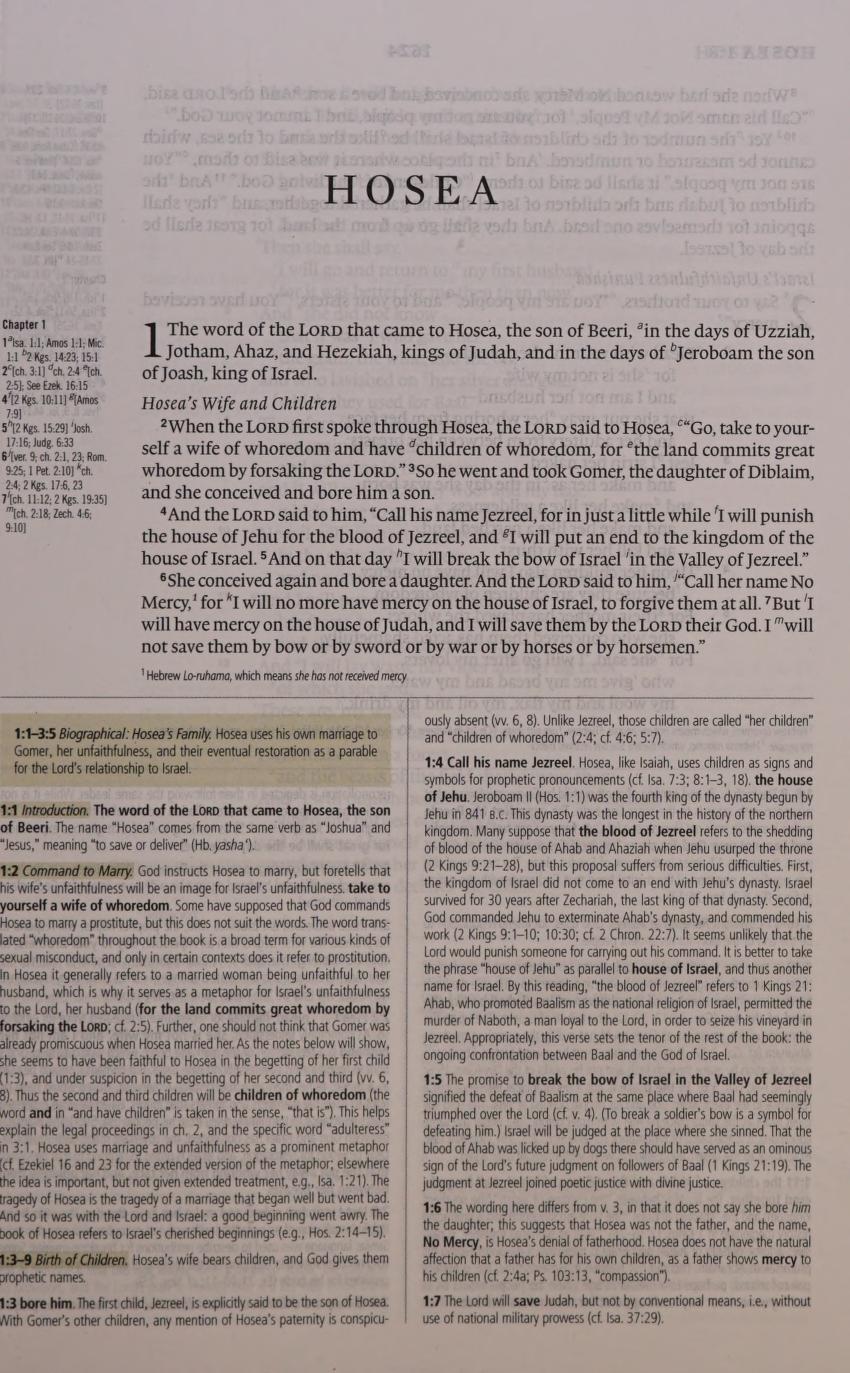 HOSEA
Chapter 1
1 a Isa. 1:1; Amos 1:1; Mic.
1:1 b 2 Kgs. 14:23; 15:1
2 c [ch. 3:1] d ch. 2:4 e [ch.
2:5]; See Ezek. 16:15
4 f [2 Kgs. 10:11] g [Amos
7:9]
5 h [2 Kgs. 15:29] i Josh.
17:16; Judg. 6:33
6 j [ver. 9; ch. 2:1, 23; Rom.
9:25; 1 Pet. 2:10] k ch.
2:4; 2 Kgs. 17:6, 23
7 l [ch. 11:12; 2 Kgs. 19:35]
m [ch. 2:18; Zech. 4:6;
9:10]
1 The word of the LORD that came to Hosea, the son of Beeri, a in the days of Uzziah,
Jotham, Ahaz, and Hezekiah, kings of Judah, and in the days of b Jeroboam the son
of Joash, king of Israel.
Hosea's Wife and Children
2 When the LORD first spoke through Hosea, the LORD said to Hosea, c “Go, take to your-
self a wife of whoredom and have d children of whoredom, for e the land commits great
whoredom by forsaking the LORD.” 3 So he went and took Gomer, the daughter of Diblaim,
and she conceived and bore him a son.
4 And the LORD said to him, “Call his name Jezreel, for in just a little while f I will punish
the house of Jehu for the blood of Jezreel, and g I will put an end to the kingdom of the
house of Israel. 5 And on that day h I will break the bow of Israel i in the Valley of Jezreel.”
6 She conceived again and bore a daughter. And the LORD said to him, j “Call her name No
Mercy, 1 for k I will no more have mercy on the house of Israel, to forgive them at all. 7 But l I
will have mercy on the house of Judah, and I will save them by the LORD their God. I m will
not save them by bow or by sword or by war or by horses or by horsemen.”
1 Hebrew Lo-ruhama, which means she has not received mercy
1:1–3:5 Biographical: Hosea's Family. Hosea uses his own marriage to
Gomer, her unfaithfulness, and their eventual restoration as a parable
for the Lord's relationship to Israel.
1:1 Introduction. The word of the LORD that came to Hosea, the son
of Beeri. The name “Hosea” comes from the same verb as “Joshua” and
“Jesus,” meaning “to save or deliver” (Hb. yasha‘).
1:2 Command to Marry. God instructs Hosea to marry, but foretells that
his wife's unfaithfulness will be an image for Israel's unfaithfulness. take to
yourself a wife of whoredom. Some have supposed that God commands
Hosea to marry a prostitute, but this does not suit the words. The word trans-
lated “whoredom” throughout the book is a broad term for various kinds of
sexual misconduct, and only in certain contexts does it refer to prostitution.
In Hosea it generally refers to a married woman being unfaithful to her
husband, which is why it serves as a metaphor for Israel's unfaithfulness
to the Lord, her husband (for the land commits great whoredom by
forsaking the LORD; cf. 2:5). Further, one should not think that Gomer was
already promiscuous when Hosea married her. As the notes below will show,
she seems to have been faithful to Hosea in the begetting of her first child
(1:3), and under suspicion in the begetting of her second and third (vv. 6,
8). Thus the second and third children will be children of whoredom (the
word and in “and have children” is taken in the sense, “that is”). This helps
explain the legal proceedings in ch. 2, and the specific word “adulteress”
in 3:1. Hosea uses marriage and unfaithfulness as a prominent metaphor
(cf. Ezekiel 16 and 23 for the extended version of the metaphor; elsewhere
the idea is important, but not given extended treatment, e.g., Isa. 1:21). The
tragedy of Hosea is the tragedy of a marriage that began well but went bad.
And so it was with the Lord and Israel: a good beginning went awry. The
book of Hosea refers to Israel's cherished beginnings (e.g., Hos. 2:14–15).
1:3–9 Birth of Children. Hosea's wife bears children, and God gives them
prophetic names.
1:3 bore him. The first child, Jezreel, is explicitly said to be the son of Hosea.
With Gomer's other children, any mention of Hosea's paternity is conspicu-
ously absent (vv. 6, 8). Unlike Jezreel, those children are called “her children”
and “children of whoredom” (2:4; cf. 4:6; 5:7).
1:4 Call his name Jezreel. Hosea, like Isaiah, uses children as signs and
symbols for prophetic pronouncements (cf. Isa. 7:3; 8:1–3, 18). the house
of Jehu. Jeroboam II (Hos. 1:1) was the fourth king of the dynasty begun by
Jehu in 841 B.C. This dynasty was the longest in the history of the northern
kingdom. Many suppose that the blood of Jezreel refers to the shedding
of blood of the house of Ahab and Ahaziah when Jehu usurped the throne
(2 Kings 9:21–28), but this proposal suffers from serious difficulties. First,
the kingdom of Israel did not come to an end with Jehu's dynasty. Israel
survived for 30 years after Zechariah, the last king of that dynasty. Second,
God commanded Jehu to exterminate Ahab's dynasty, and commended his
work (2 Kings 9:1–10; 10:30; cf. 2 Chron. 22:7). It seems unlikely that the
Lord would punish someone for carrying out his command. It is better to take
the phrase “house of Jehu” as parallel to house of Israel, and thus another
name for Israel. By this reading, “the blood of Jezreel” refers to 1 Kings 21:
Ahab, who promoted Baalism as the national religion of Israel, permitted the
murder of Naboth, a man loyal to the Lord, in order to seize his vineyard in
Jezreel. Appropriately, this verse sets the tenor of the rest of the book: the
ongoing confrontation between Baal and the God of Israel.
1:5 The promise to break the bow of Israel in the Valley of Jezreel
signified the defeat of Baalism at the same place where Baal had seemingly
triumphed over the Lord (cf. v. 4). (To break a soldier's bow is a symbol for
defeating him.) Israel will be judged at the place where she sinned. That the
blood of Ahab was licked up by dogs there should have served as an ominous
sign of the Lord's future judgment on followers of Baal (1 Kings 21:19). The
judgment at Jezreel joined poetic justice with divine justice.
1:6 The wording here differs from v. 3, in that it does not say she bore him
the daughter; this suggests that Hosea was not the father, and the name,
No Mercy, is Hosea's denial of fatherhood. Hosea does not have the natural
affection that a father has for his own children, as a father shows mercy to
his children (cf. 2:4a; Ps. 103:13, “compassion”).
1:7 The Lord will save Judah, but not by conventional means, i.e., without
use of national military prowess (cf. Isa. 37:29).